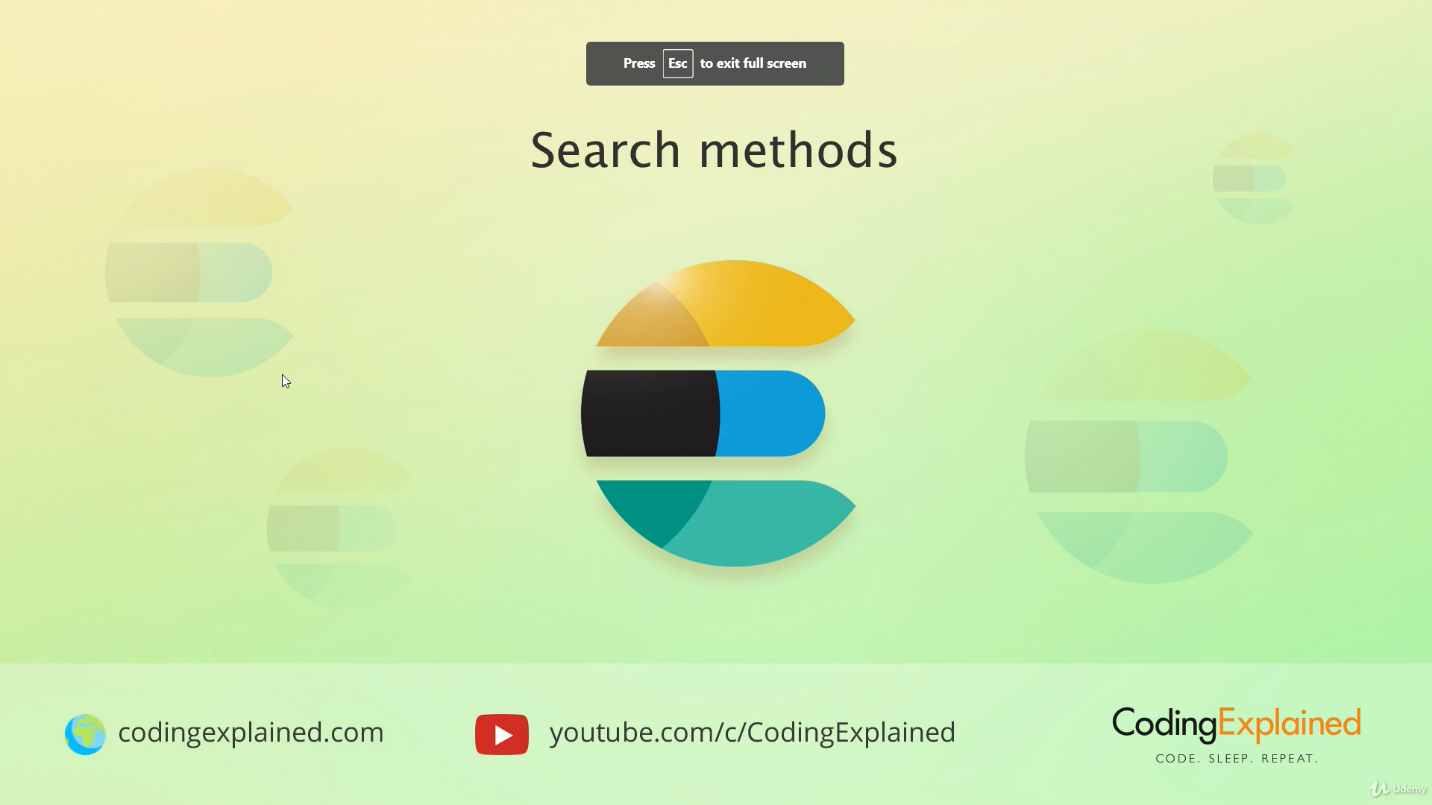 Press Esc to exit full screen
Search methods
codingexplained.com
youtube.com/c/CodingExplained
CodingExplained
CODE. SLEEP. REPEAT.
Udemy